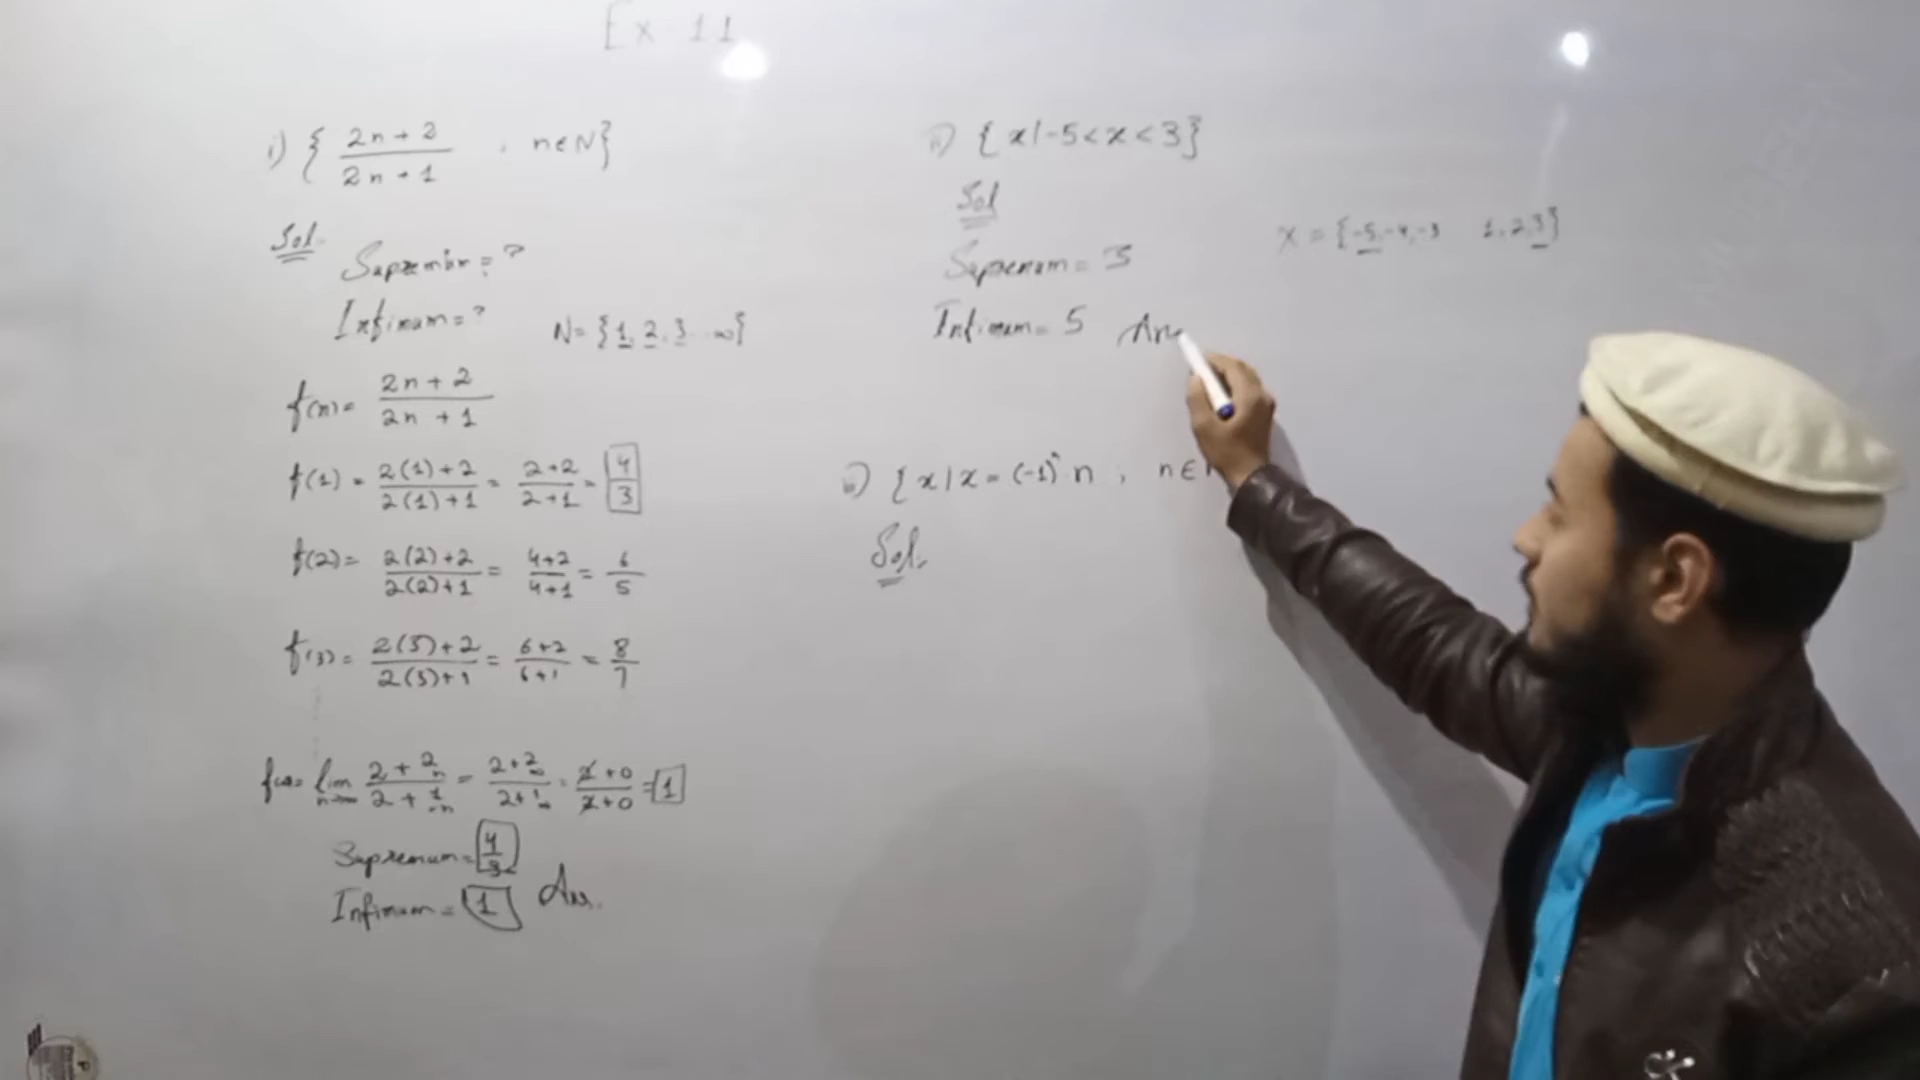 Ex 11
i) { 2n+2 / 2n+1 , n∈N}
Sol.
Supremum = ?
Infimum = ?
N = {1, 2, 3 ... ∞}
f(n) = 2n+2 / 2n+1
f(1) = 2(1)+2 / 2(1)+1 = 2+2 / 2+1 = 4/3
f(2) = 2(2)+2 / 2(2)+1 = 4+2 / 4+1 = 6/5
f(3) = 2(3)+2 / 2(3)+1 = 6+2 / 6+1 = 8/7
f(∞) = lim n→∞ 2 + 2/n / 2 + 1/n = 2+2/∞ / 2+1/∞ = 2+0 / 2+0 = 1
Supremum = 4/3
Infimum = 1 Ans.
ii) {x|-5<x<3}
Sol
x = {-5,-4,-3 1,2,3}
Supremum = 3
Infimum = 5 Ans
{x|x = (-1)ⁿ·n , n∈
Sol.